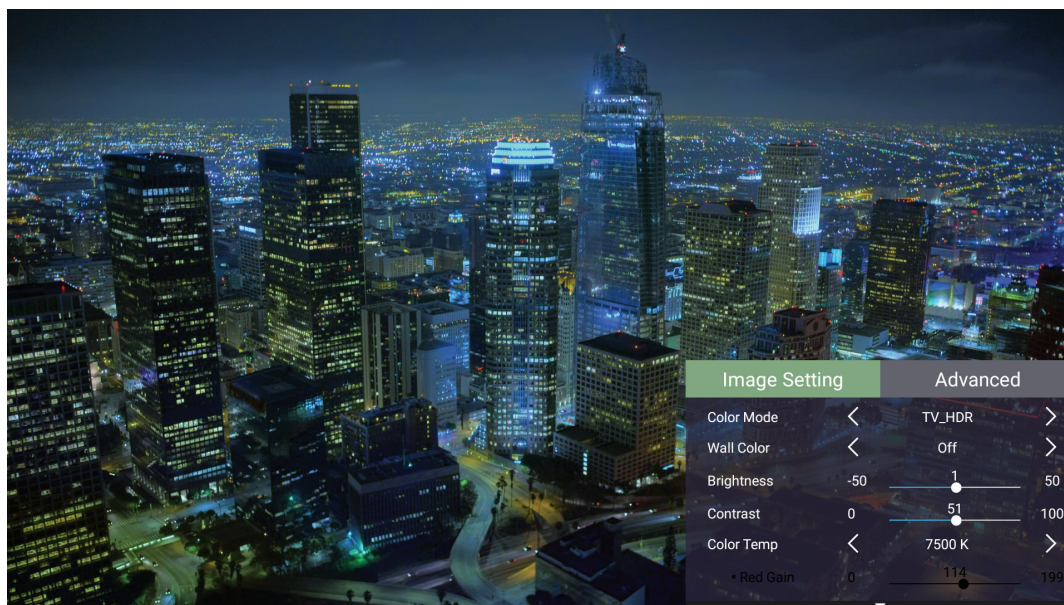 Image Setting Advanced
Color Mode TV_HDR
Wall Color Off
Brightness -50 1 50
Contrast 0 51 100
Color Temp 7500 K
• Red Gain 0 114 199